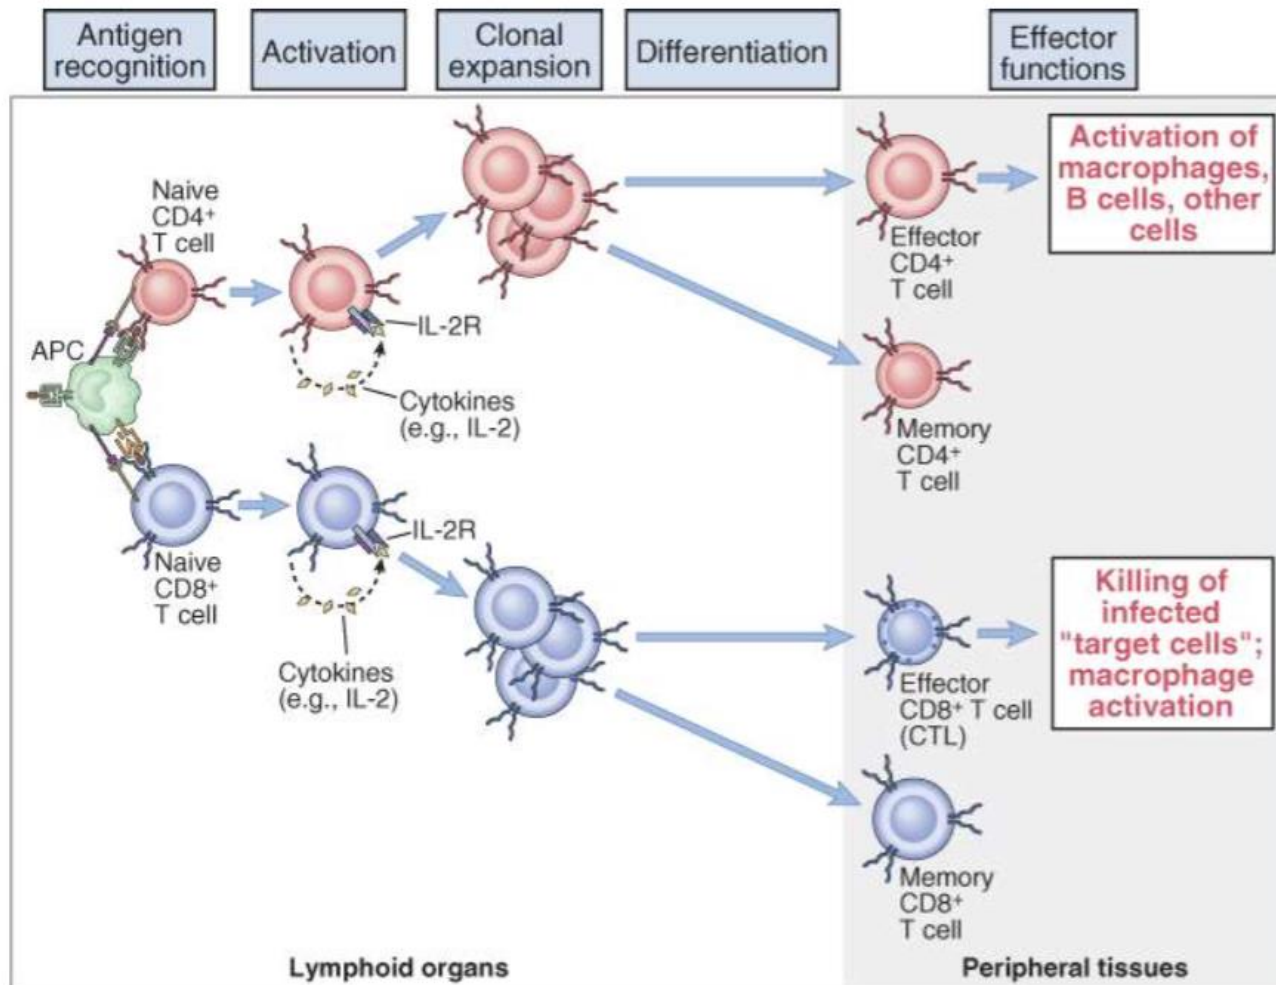 Antigen
recognition
Activation
Clonal
expansion
Differentiation
Effector
functions
Naive
CD4+
T cell
APC
IL-2R
Cytokines
(e.g., IL-2)
Effector
CD4+
T cell
Activation of
macrophages,
B cells, other
cells
Memory
CD4+
T cell
Naive
CD8+
T cell
IL-2R
Cytokines
(e.g., IL-2)
Effector
CD8+ T cell
(CTL)
Killing of
infected
"target cells";
macrophage
activation
Memory
CD8+
T cell
Lymphoid organs
Peripheral tissues